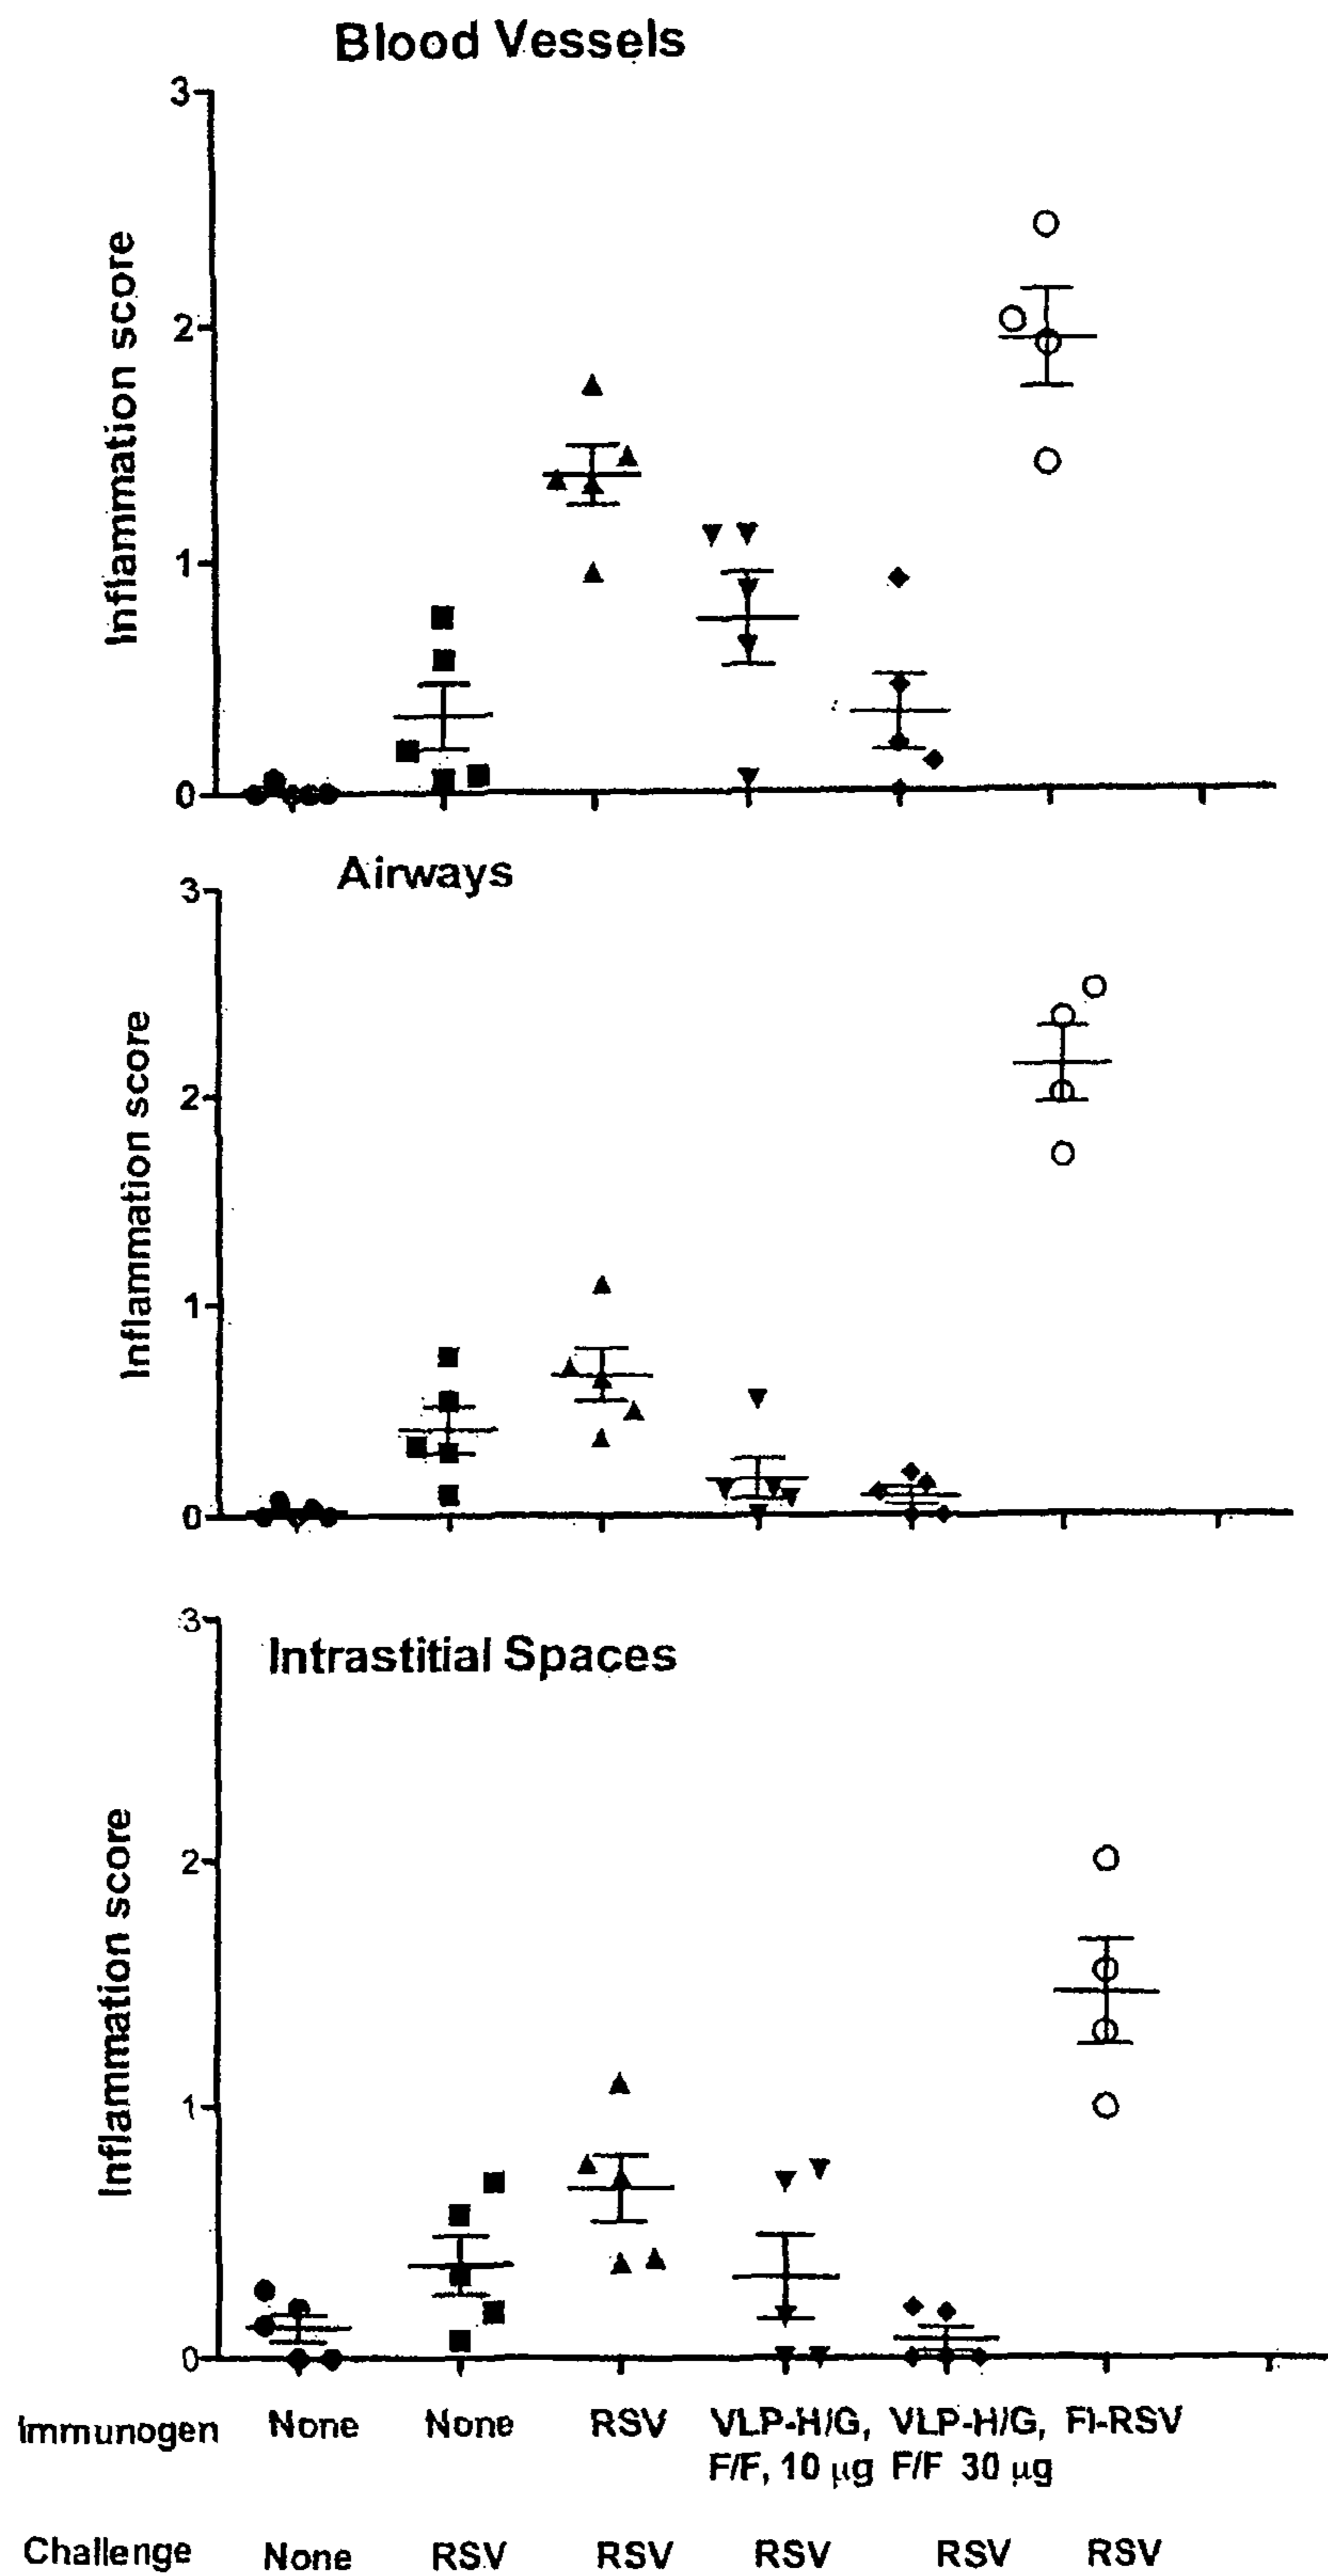 Blood Vessels
3
2
1
0
Inflammation score
Airways
3
2
1
0
Inflammation score
Intrastitial Spaces
3
2
1
0
Inflammation score
Immunogen None None RSV VLP-H/G, VLP-H/G, FI-RSV
F/F, 10 µg F/F 30 µg
Challenge None RSV RSV RSV RSV RSV